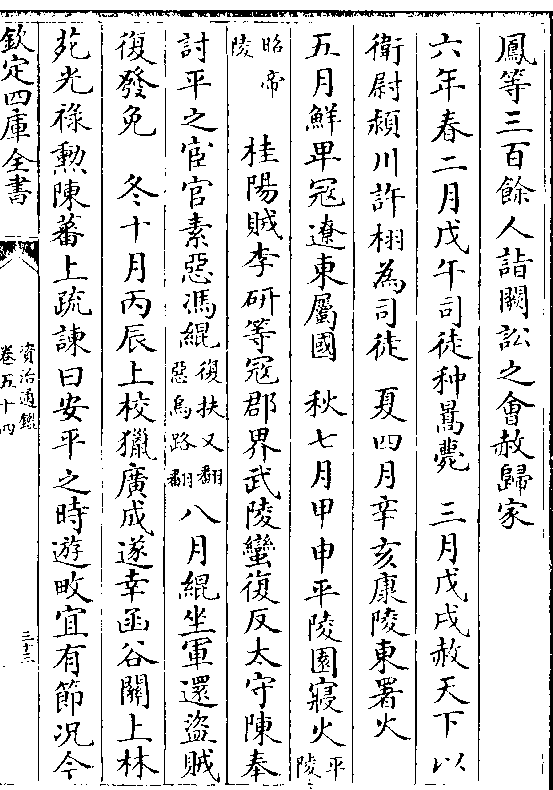 鳳等三百餘人詣闕訟之會赦歸家
六年春二月戊午司徒种暠薨　三月戊戌赦天下以
衛尉潁川許栩為司徒　夏四月辛亥康陵東署火
五月鮮卑寇遼東屬國　秋七月甲申平陵園寢火平陵
昭帝陵　桂陽賊李研等寇郡界武陵蠻復反太守陳奉
討平之宦官素惡馮緄復扶又翻惡烏路翻八月緄坐軍還盜賊
復發免　冬十月丙辰上校獵廣成遂幸函谷關上林
苑光祿勲陳蕃上疏諫曰安平之時遊畋宜有節况今
欽定四庫全書
資治通鑑
卷五十四
三十三